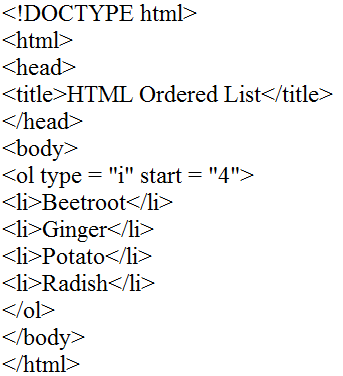 <!DOCTYPE html>
<html>
<head>
<title>HTML Ordered List</title>
</head>
<body>
<ol type = "i" start = "4">
<li>Beetroot</li>
<li>Ginger</li>
<li>Potato</li>
<li>Radish</li>
</ol>
</body>
</html>